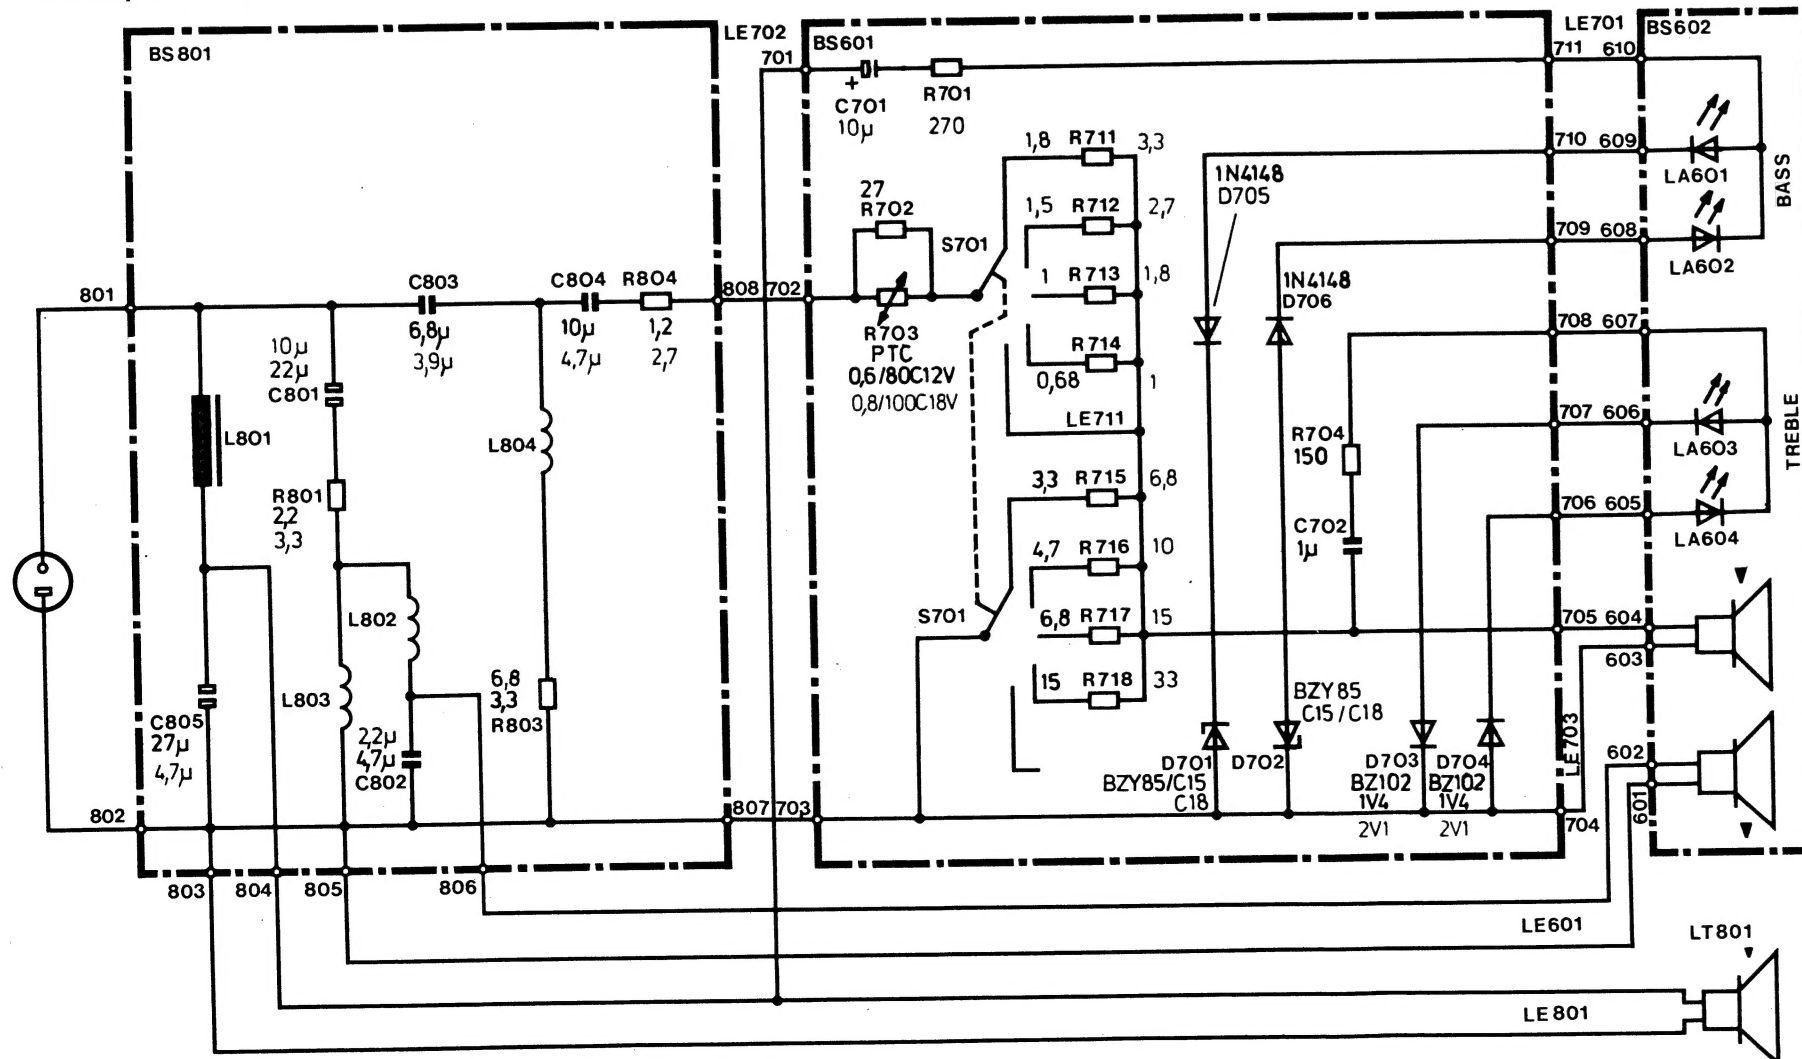 BS801
LE702
701
BS601
+
C701
10µ
R701
270
LE701
711 610
BS602
1,8 R711 3,3
710 609
LA601
BASS
1N4148
D705
27
R702
1,5 R712 2,7
709 608
LA602
S701
1 R713 1,8
1N4148
D706
801
C803
6,8µ
3,9µ
C804
10µ
4,7µ
R804
1,2
2,7
808 702
R703
PTC
0,6/80C12V
0,8/100C18V
R714
0,68
1
708 607
10µ
22µ
C801
LE711
707 606
LA603
TREBLE
L801
L804
R704
150
R801
2,2
3,3
3,3 R715 6,8
706 605
LA604
C702
1µ
4,7 R716 10
L802
S701
6,8 R717 15
705 604
603
L803
6,8
3,3
R803
15 R718 33
BZY85
C15/C18
C805
27µ
4,7µ
2,2µ
4,7µ
C802
D701
BZY85/C15
C18
D702
D703
BZ102
1V4
2V1
D704
BZ102
1V4
2V1
LE703
602
601
802
807 703
704
803
804
805
806
LE601
LT801
LE801